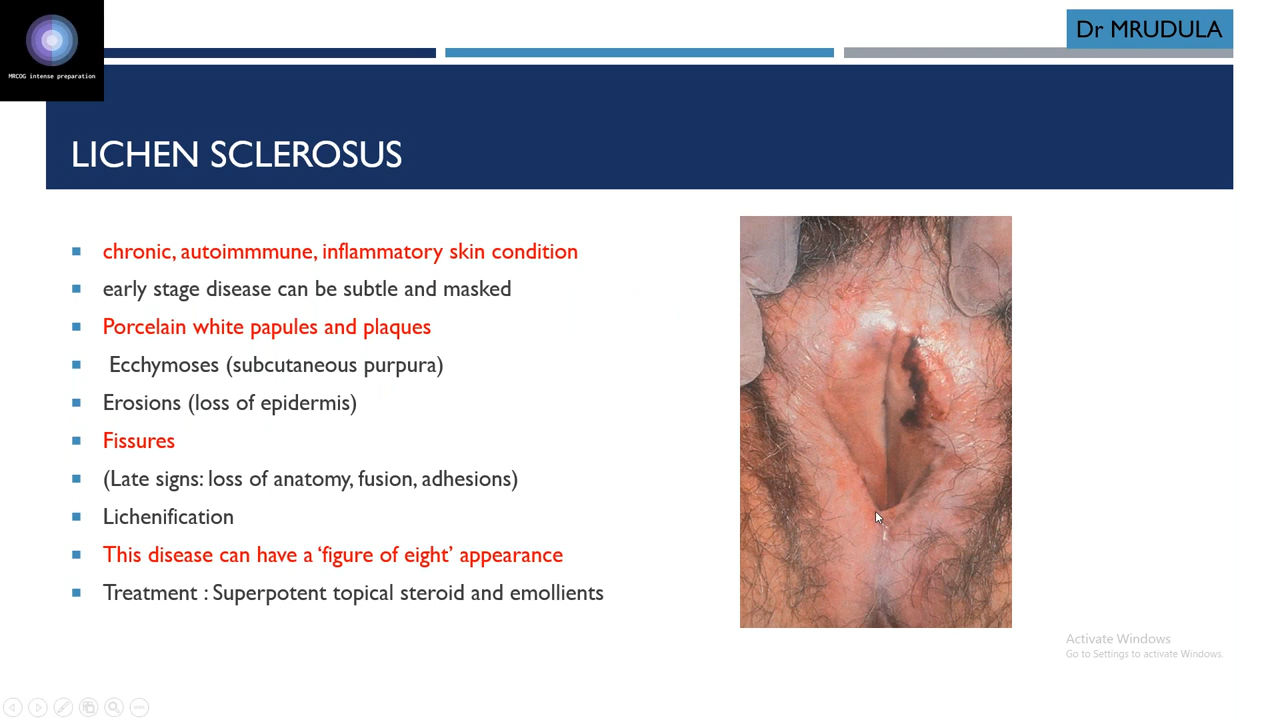 MRCOG intense preparation
Dr MRUDULA
LICHEN SCLEROSUS
chronic, autoimmmune, inflammatory skin condition
early stage disease can be subtle and masked
Porcelain white papules and plaques
Ecchymoses (subcutaneous purpura)
Erosions (loss of epidermis)
Fissures
(Late signs: loss of anatomy, fusion, adhesions)
Lichenification
This disease can have a ‘figure of eight’ appearance
Treatment : Superpotent topical steroid and emollients
Activate Windows
Go to Settings to activate Windows.